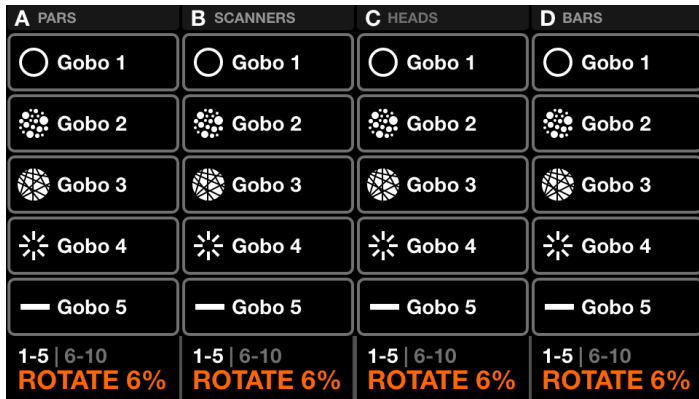 A PARS
B SCANNERS
C HEADS
D BARS
Gobo 1
Gobo 1
Gobo 1
Gobo 1
Gobo 2
Gobo 2
Gobo 2
Gobo 2
Gobo 3
Gobo 3
Gobo 3
Gobo 3
Gobo 4
Gobo 4
Gobo 4
Gobo 4
Gobo 5
Gobo 5
Gobo 5
Gobo 5
1-5 | 6-10
1-5 | 6-10
1-5 | 6-10
1-5 | 6-10
ROTATE 6%
ROTATE 6%
ROTATE 6%
ROTATE 6%